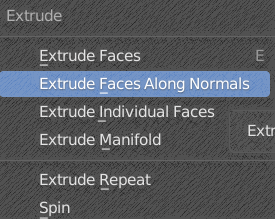 Extrude
Extrude Faces E
Extrude Faces Along Normals
Extrude Individual Faces
Extrude Manifold
Extr
Extrude Repeat
Spin